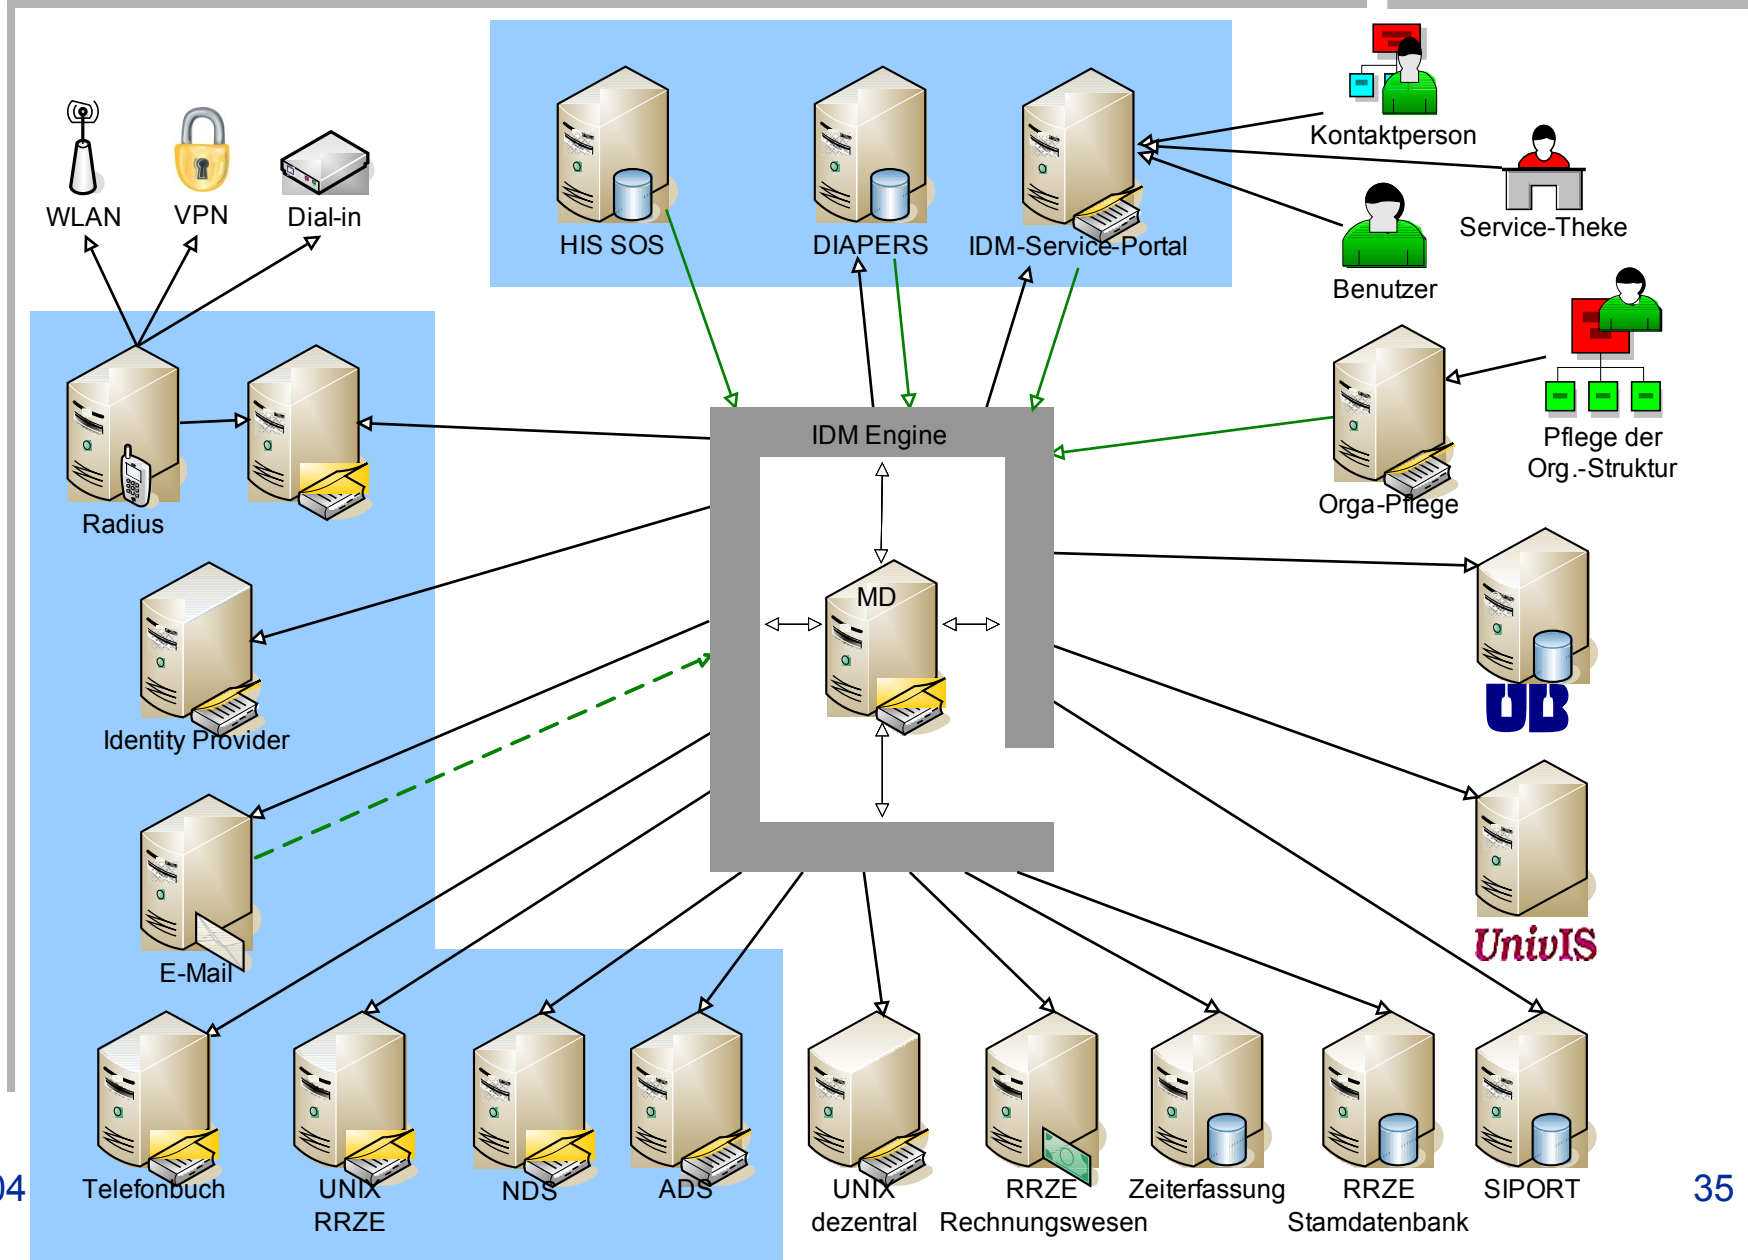 Kontaktperson
WLAN
VPN
Dial-in
Service-Theke
HIS SOS
DIAPERS
IDM-Service-Portal
Benutzer
IDM Engine
Pflege der
Org.-Struktur
Orga-Pflege
Radius
MD
UB
Identity Provider
UnivIS
E-Mail
04
Telefonbuch
UNIX
RRZE
NDS
ADS
UNIX
dezentral
RRZE
Rechnungswesen
Zeiterfassung
RRZE
Stamdatenbank
SIPORT
35